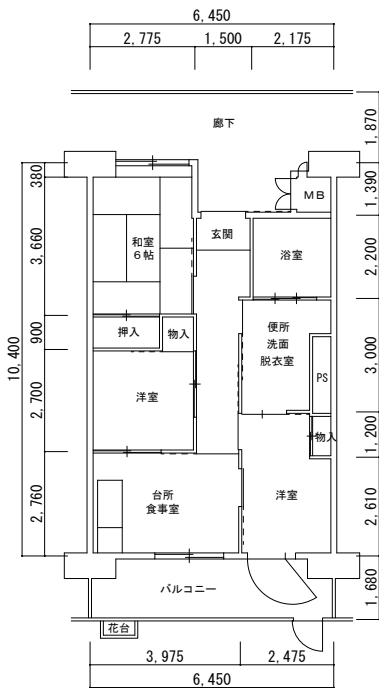 6,450
2,775
1,500
2,175
廊下
1,870
380
1,390
MB
玄関
和室
6帖
浴室
3,660
2,200
10,400
900
押入
物入
便所
洗面
脱衣室
3,000
PS
2,700
洋室
物入
1,200
台所
食事室
洋室
2,760
2,610
バルコニー
1,680
花台
3,975
2,475
6,450